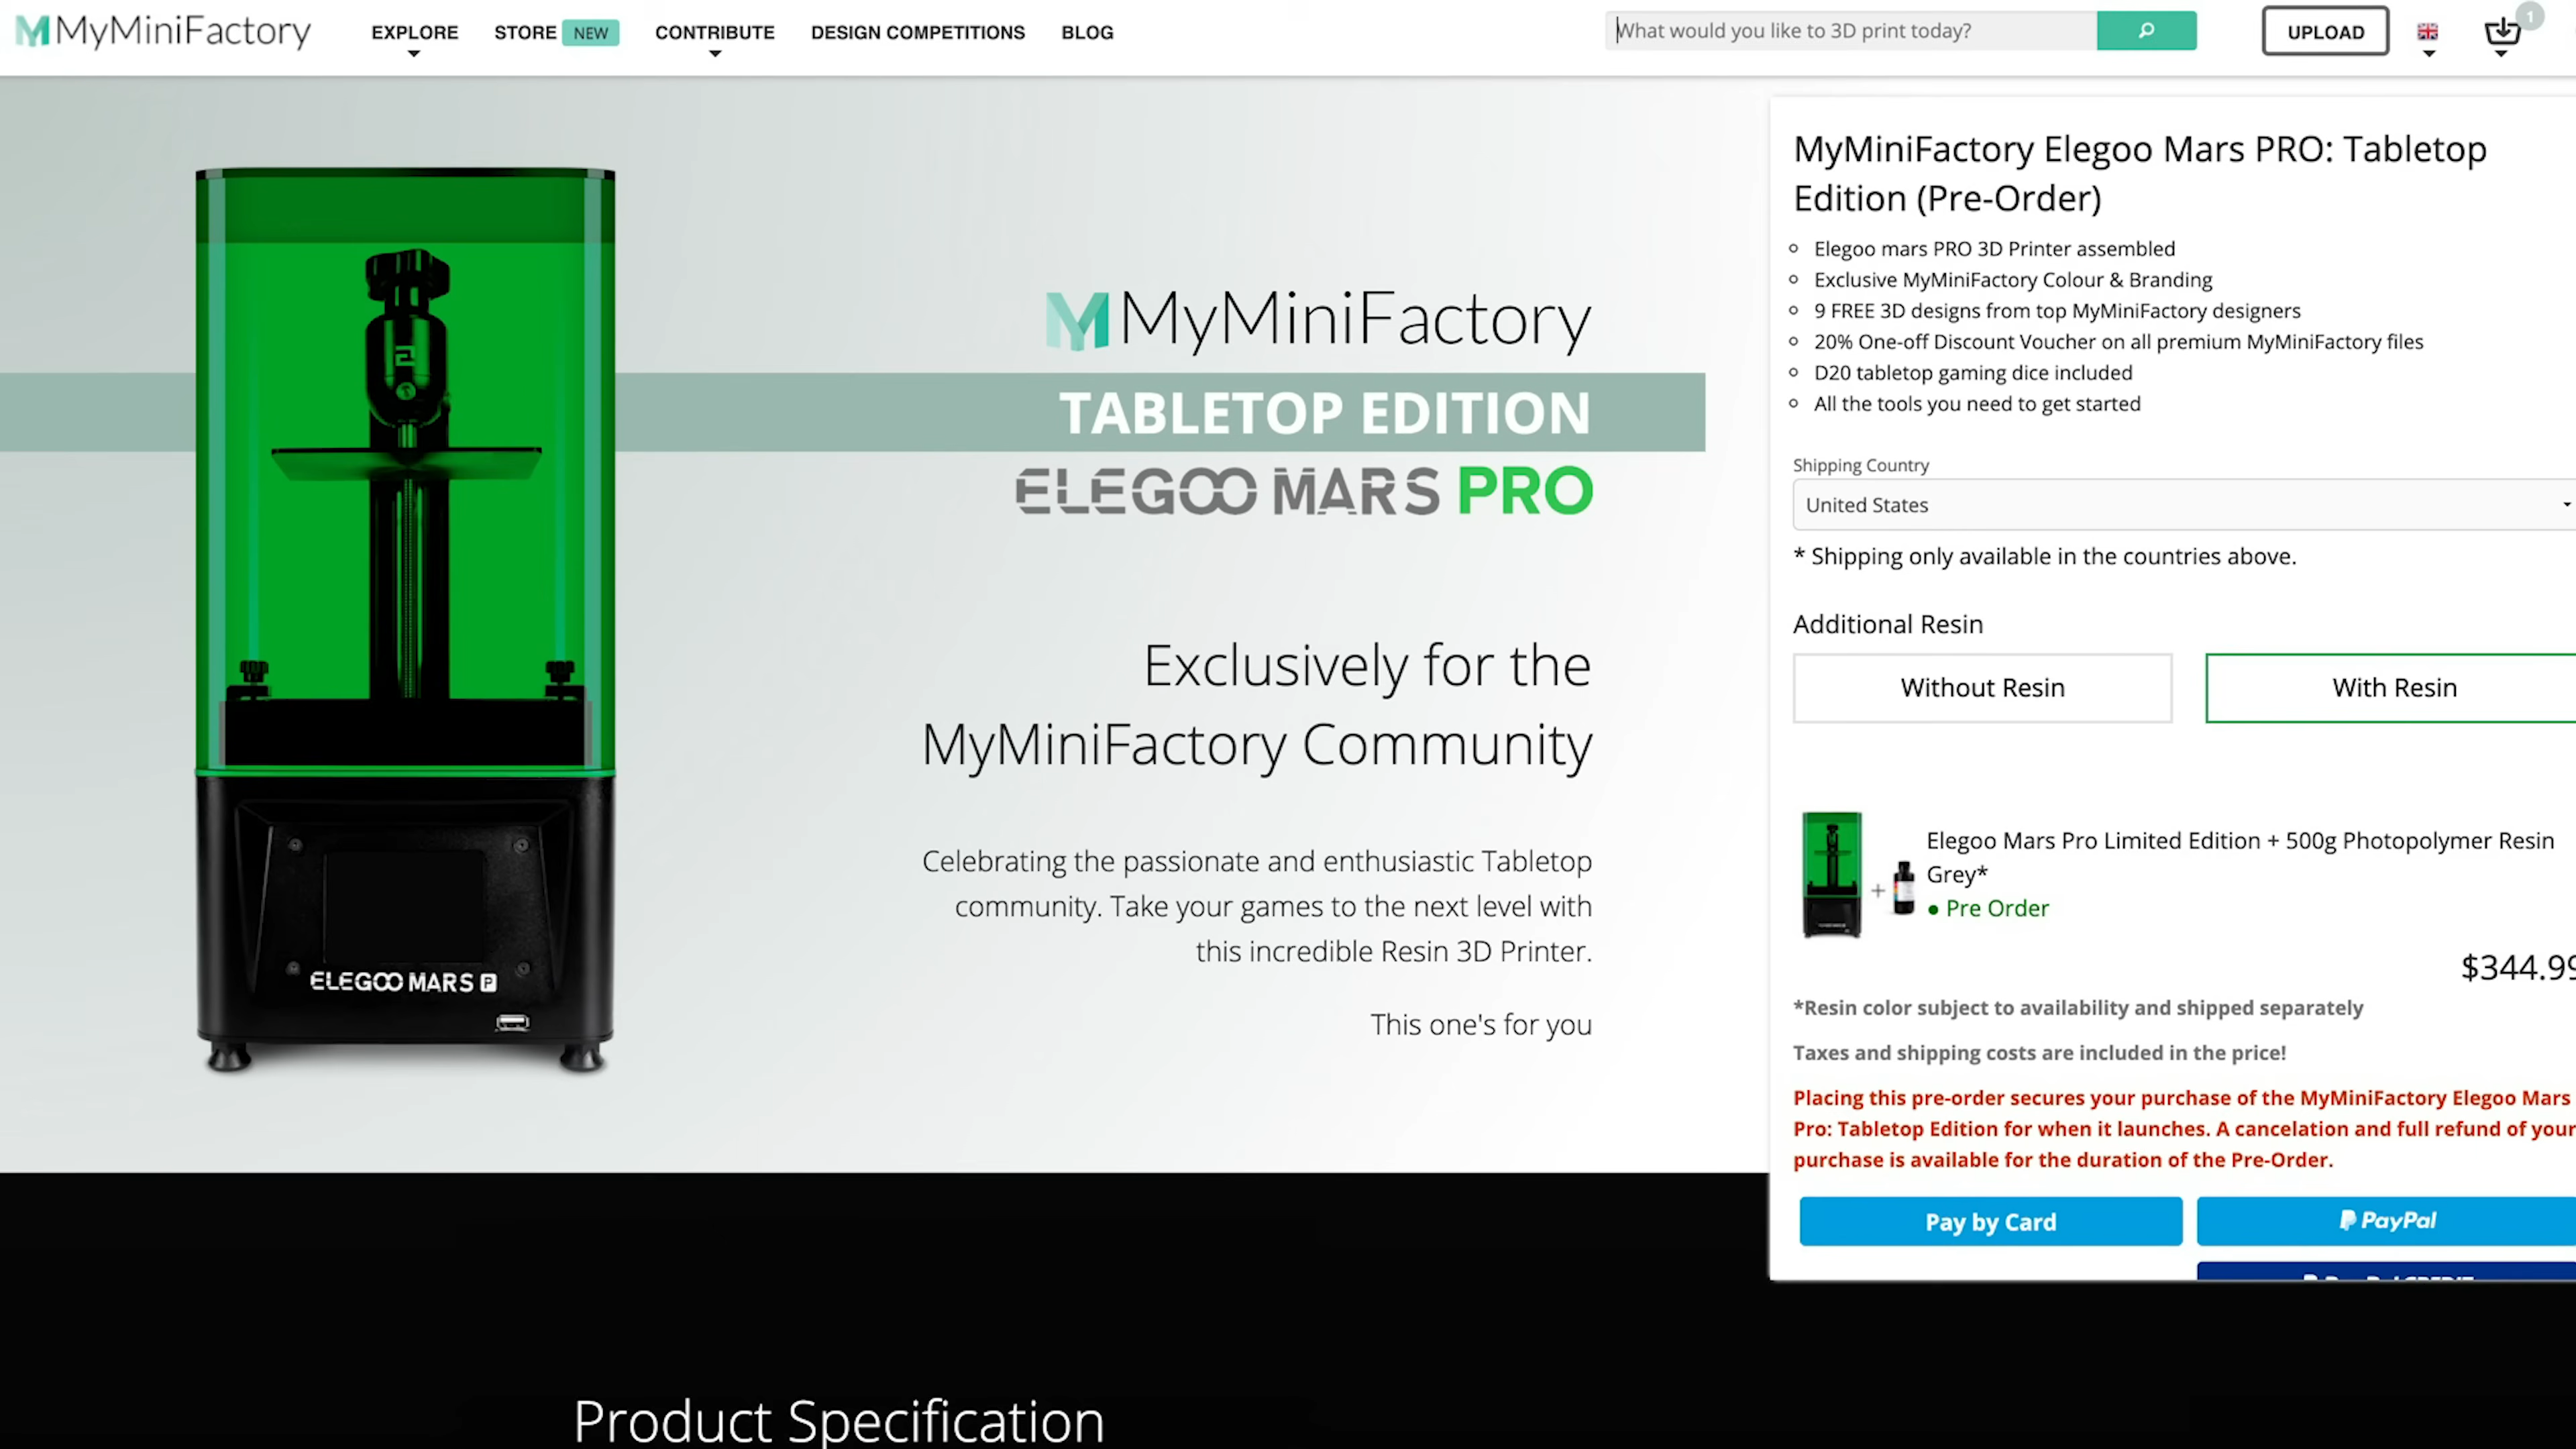 MyMiniFactory
EXPLORE
STORE NEW
CONTRIBUTE
DESIGN COMPETITIONS
BLOG
What would you like to 3D print today?
UPLOAD
1
MyMiniFactory
TABLETOP EDITION
ELEGOO MARS PRO
Exclusively for the
MyMiniFactory Community
Celebrating the passionate and enthusiastic Tabletop
community. Take your games to the next level with
this incredible Resin 3D Printer.
This one's for you
ELEGOO MARS P
MyMiniFactory Elegoo Mars PRO: Tabletop
Edition (Pre-Order)
Elegoo mars PRO 3D Printer assembled
Exclusive MyMiniFactory Colour & Branding
9 FREE 3D designs from top MyMiniFactory designers
20% One-off Discount Voucher on all premium MyMiniFactory files
D20 tabletop gaming dice included
All the tools you need to get started
Shipping Country
United States
* Shipping only available in the countries above.
Additional Resin
Without Resin
With Resin
Elegoo Mars Pro Limited Edition + 500g Photopolymer Resin
Grey*
• Pre Order
$344.99
*Resin color subject to availability and shipped separately
Taxes and shipping costs are included in the price!
Placing this pre-order secures your purchase of the MyMiniFactory Elegoo Mars
Pro: Tabletop Edition for when it launches. A cancelation and full refund of your
purchase is available for the duration of the Pre-Order.
Pay by Card
PayPal
Product Specification